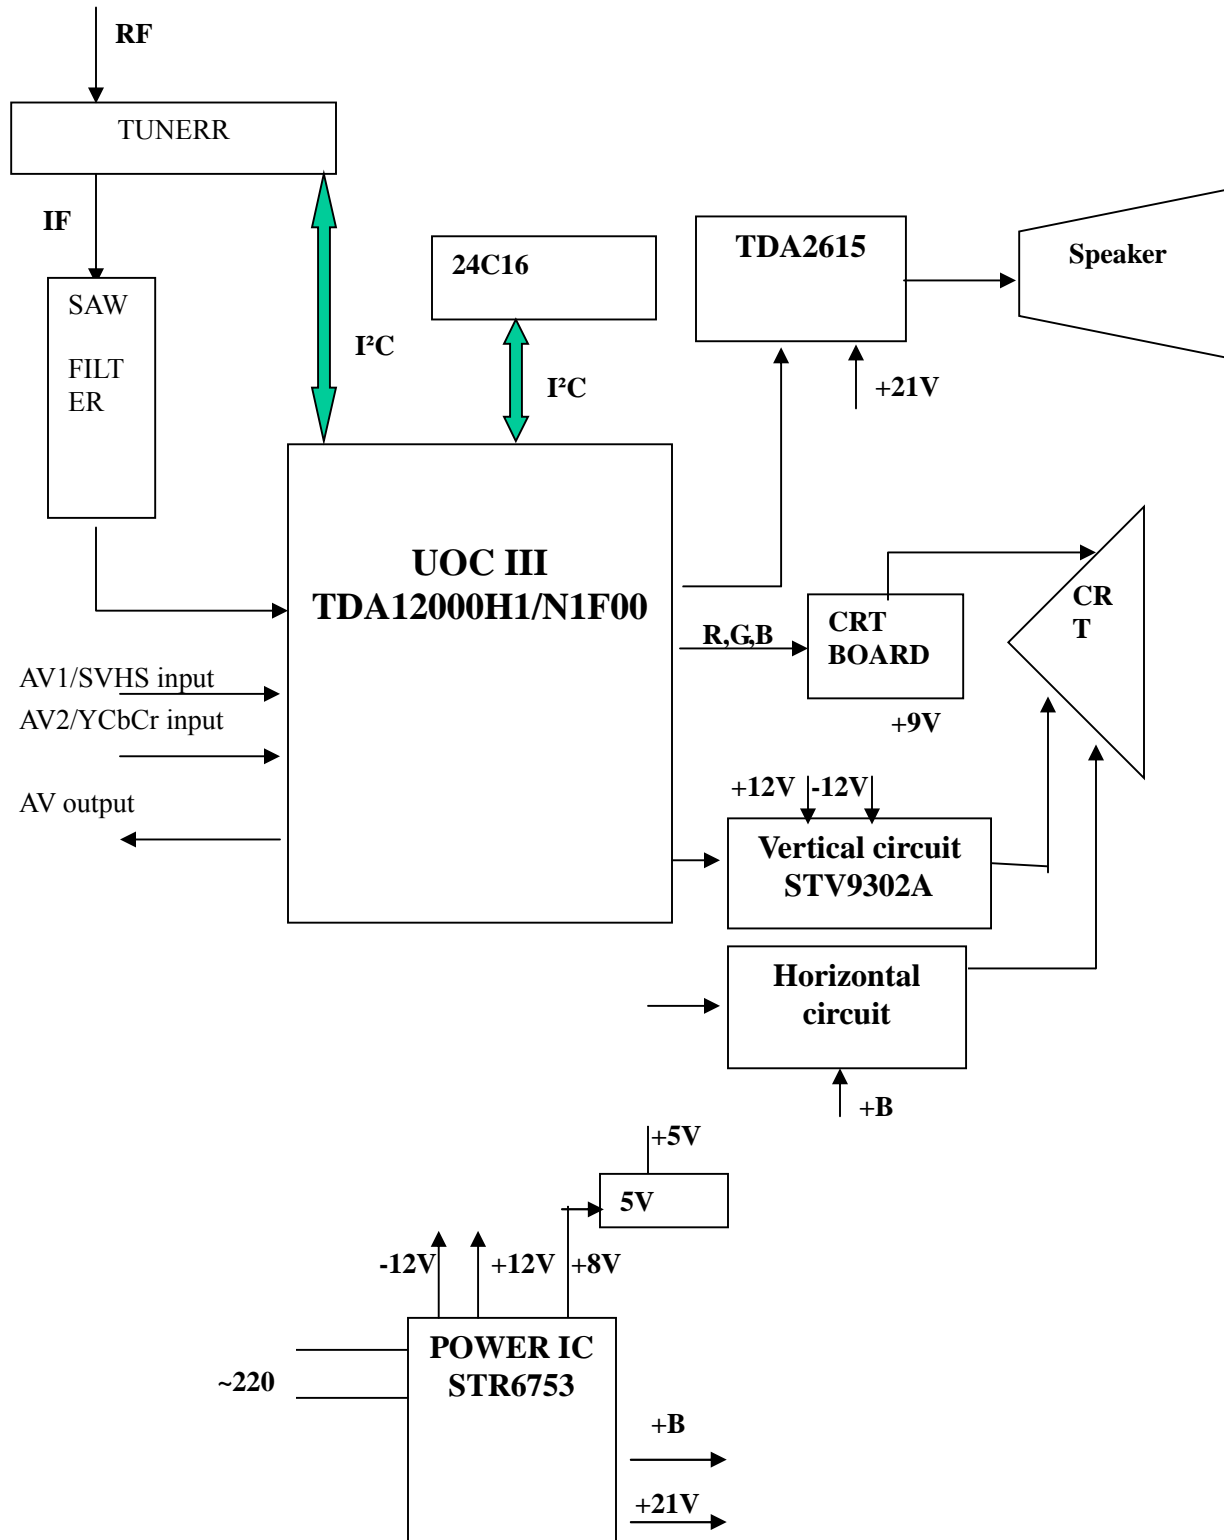 RF
TUNERR
IF
SAW
FILT
ER
I²C
24C16
I²C
TDA2615
Speaker
+21V
UOC III
TDA12000H1/N1F00
R,G,B
CRT
BOARD
CR
T
+9V
AV1/SVHS input
AV2/YCbCr input
AV output
+12V
-12V
Vertical circuit
STV9302A
Horizontal
circuit
+B
+5V
5V
-12V
+12V
+8V
POWER IC
STR6753
~220
+B
+21V